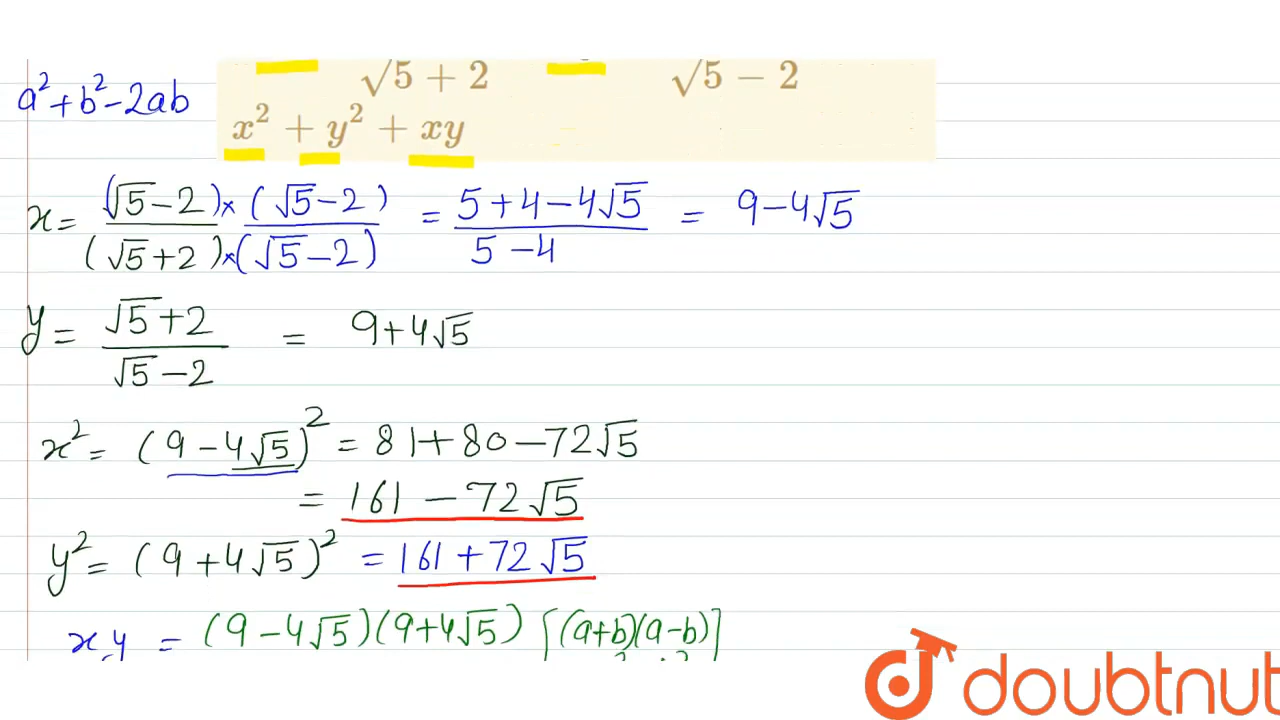 a²+b²-2ab
√5 + 2 √5 − 2
x² + y² + xy
x = (√5-2)×(√5-2) / (√5+2)×(√5-2) = 5+4-4√5 / 5-4 = 9-4√5
y = √5+2 / √5-2 = 9+4√5
x² = (9-4√5)² = 81+80-72√5
= 161-72√5
y² = (9+4√5)² = 161+72√5
xy = (9-4√5)(9+4√5) [(a+b)(a-b)]
doubtnut